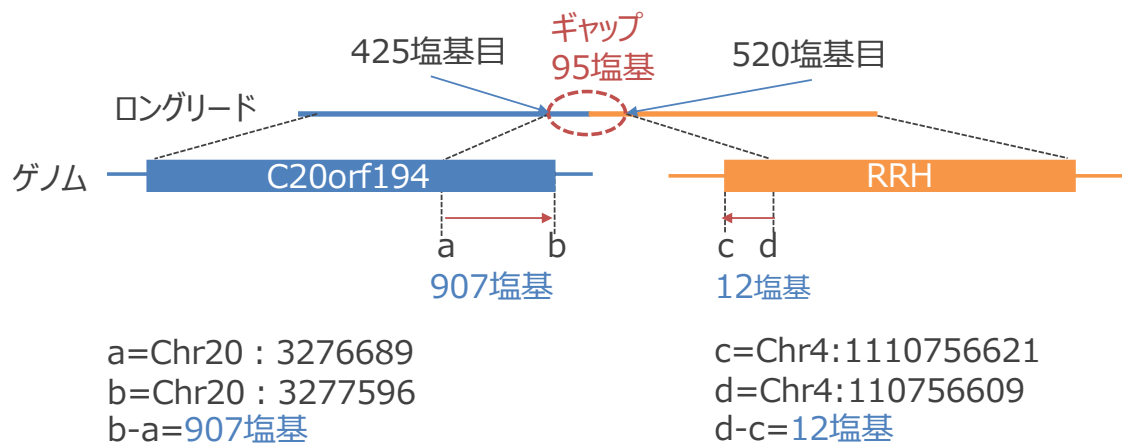 ギャップ
95塩基
425塩基目
520塩基目
ロングリード
ゲノム
C20orf194
RRH
a
b
c
d
907塩基
12塩基
a=Chr20：3276689
b=Chr20：3277596
b-a=907塩基
c=Chr4:1110756621
d=Chr4:110756609
d-c=12塩基